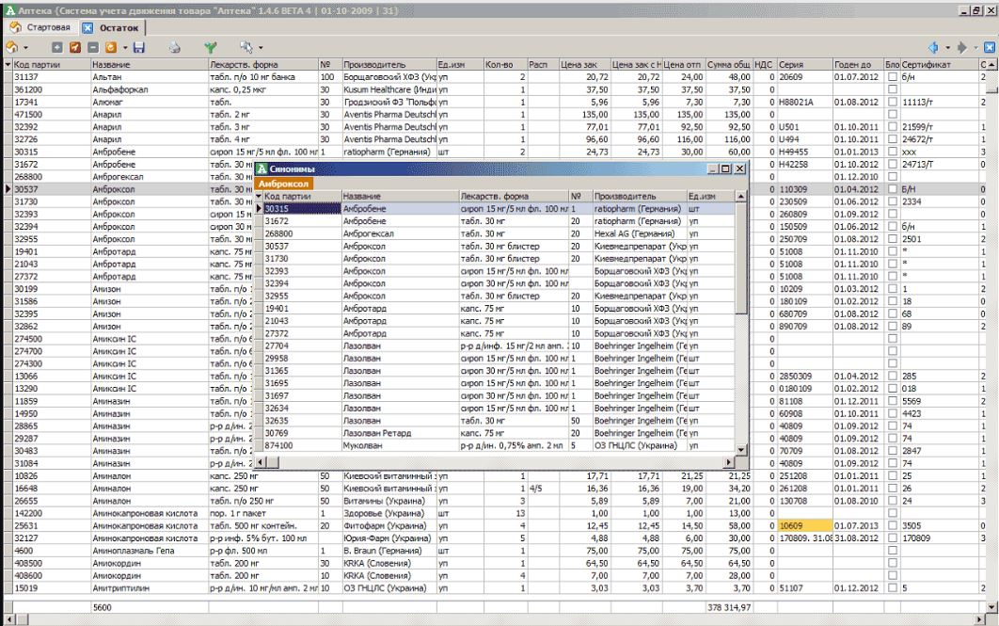 Аптека {Система учета движения товара "Аптека" 1.4.6 BETA 4 | 01-10-2009 | 31}
Стартовая Остаток
Код партии Название Лекарств. форма №  Производитель Ед.изм Кол-во Расп Цена зак Цена зак с Н Цена отп Сумма общ НДС Серия Годен до Бло Сертификат С
31137 Альтан табл. п/о 10 мг банка 100 Борщаговский ХФЗ (Укр уп 2 20,72 20,72 24,00 48,00 0 20609 01.07.2012 б/н 2
361200 Альфафоркал капс. 0,25 мкг 30 Kusum Healthcare (Инди уп 1 37,50 37,50 37,50 37,50 0
17341 Алюмаг табл. 30 Гродзиский ФЗ "Польфа уп 1 5,96 5,96 7,30 7,30 0 H88021A 01.08.2012 11113/т 2
471500 Амарил табл. 2 мг 30 Aventis Pharma Deutschl уп 1 135,00 135,00 135,00 135,00 0
32392 Амарил табл. 3 мг 30 Aventis Pharma Deutschl уп 1 77,01 77,01 92,50 92,50 0 U501 01.10.2011 21599/т 2
32726 Амарил табл. 4 мг 30 Aventis Pharma Deutschl уп 1 96,60 96,60 116,00 116,00 0 U494 01.10.2011 24672/т 1
30315 Амбробене сироп 15 мг/5 мл фл. 100 мл 1 ratiopharm (Германия) шт 2 24,73 24,73 30,00 60,00 0 H49455 01.01.2013 xxx 3
31672 Амбробене табл. 30 м 0 H42258 01.10.2013 24713/Т 0
268800 Амброгексал табл. 30 м 0 01.12.2010
30537 Амброксол табл. 30 м 0 110309 01.04.2012 Б/Н 0
31730 Амброксол табл. 30 м 0 230509 01.06.2012 2334 0
32393 Амброксол сироп 15 м 0 260809 01.09.2012 0
32394 Амброксол сироп 30 м 0 150509 01.06.2012 б/н 1
32955 Амброксол табл. 30 м 0 250709 01.08.2012 2501 2
19401 Амбротард капс. 75 м 0 51008 01.11.2010 * 0
21043 Амбротард капс. 75 м 0 51008 01.11.2010 * 0
27372 Амбротард капс. 75 м 0 51008 01.11.2010 * 0
30199 Амизон табл. п/о 0 10209 01.03.2012 1 2
31586 Амизон табл. п/о 0 180109 01.02.2012 18 0
32395 Амизон табл. п/о 0 680709 01.08.2012 68 0
32862 Амизон табл. п/о 0 890709 01.08.2012 89 2
274500 Амиксин IC табл. п/о 0
274700 Амиксин IC табл. п/о 0
274300 Амиксин IC табл. п/о 0
13066 Амиксин IC табл. п/о 0 2850309 01.04.2012 285 2
13290 Амиксин IC табл. п/о 0 0180109 01.02.2012 018 1
11859 Аминазин табл. п/о 0 81108 01.12.2011 5569 2
14950 Аминазин табл. п/о 0 60908 01.10.2011 4423 1
28865 Аминазин р-р д/ин. 2 0 40809 01.09.2012 74 1
29287 Аминазин р-р д/ин. 2 0 40809 01.09.2012 74 1
30483 Аминазин табл. п/о 0 70709 01.08.2012 2847 1
31084 Аминазин р-р д/ин. 2 0 40809 01.09.2012 74 1
10826 Аминалон капс. 250 мг 50 Киевский витаминный з уп 1 17,71 17,71 21,25 21,25 0 251208 01.01.2011 25 1
16648 Аминалон капс. 250 мг 50 Киевский витаминный з уп 1 4/5 16,36 16,36 19,00 34,20 0 261208 01.01.2011 26 2
26655 Аминалон табл. п/о 250 мг 50 Витамины (Украина) уп 3 5,89 5,89 7,00 21,00 0 130708 01.08.2010 24 3
142200 Аминокапроновая кислота пор. 1 г пакет 1 Здоровье (Украина) шт 13 1,00 1,00 1,00 13,00 0
25631 Аминокапроновая кислота табл. 500 мг контейн. 20 Фитофарм (Украина) уп 4 12,45 12,45 14,50 58,00 0 10609 01.07.2013 3505 0
32127 Аминокапроновая кислота р-р инф. 5% бут. 100 мл Юрия-Фарм (Украина) уп 5 4,88 4,88 6,00 30,00 0 170809. 31.08 31.08.2012 170809 3
4600 Аминоплазмаль Гепа р-р фл. 500 мл 1 B. Braun (Германия) шт 1 75,00 75,00 75,00 75,00 0
408500 Амиокордин табл. 200 мг 30 KRKA (Словения) уп 1 64,50 64,50 64,50 64,50 0
408600 Амиокордин табл. 200 мг 10 KRKA (Словения) уп 4 7,00 7,00 7,00 28,00 0
15019 Амитриптилин р-р д/ин. 10 мг/мл амп. 2 мл 10 ОЗ ГНЦЛС (Украина) уп 1 3,03 3,03 3,70 3,70 0 51107 01.12.2012 5 2
5600 378 314,97
Синонимы
Амброксол
Код партии Название Лекарств. форма № Производитель Ед.изм
30315 Амбробене сироп 15 мг/5 мл фл. 100 мл 1 ratiopharm (Германия) шт
31672 Амбробене табл. 30 мг 20 ratiopharm (Германия) уп
268800 Амброгексал табл. 30 мг 20 Hexal AG (Германия) уп
30537 Амброксол табл. 30 мг блистер 20 Киевмедпрепарат (Укр уп
31730 Амброксол табл. 30 мг блистер 20 Киевмедпрепарат (Укр уп
32393 Амброксол сироп 15 мг/5 мл фл. 100 мл 1 Борщаговский ХФЗ (Укр уп
32394 Амброксол сироп 30 мг/5 мл фл. 100 мл 1 Борщаговский ХФЗ (Укр уп
32955 Амброксол табл. 30 мг блистер 20 Киевмедпрепарат (Укр уп
19401 Амбротард капс. 75 мг 10 Борщаговский ХФЗ (Укр уп
21043 Амбротард капс. 75 мг 10 Борщаговский ХФЗ (Укр уп
27372 Амбротард капс. 75 мг 10 Борщаговский ХФЗ (Укр уп
27704 Лазолван р-р д/инф. 15 мг/2 мл амп. 2 10 Boehringer Ingelheim (Ге уп
29958 Лазолван сироп 15 мг/5 мл фл. 100 мл 1 Boehringer Ingelheim (Ге шт
31365 Лазолван сироп 30 мг/5 мл фл. 100 мл 1 Boehringer Ingelheim (Ге шт
31695 Лазолван сироп 15 мг/5 мл фл. 100 мл 1 Boehringer Ingelheim (Ге шт
31697 Лазолван сироп 30 мг/5 мл фл. 100 мл 1 Boehringer Ingelheim (Ге шт
32634 Лазолван сироп 15 мг/5 мл фл. 100 мл 1 Boehringer Ingelheim (Ге шт
32635 Лазолван табл. 30 мг 50 Boehringer Ingelheim (Ге уп
30769 Лазолван Ретард капс. 75 мг 20 Boehringer Ingelheim (Ге уп
874100 Муколван р-р д/ин. 0,75% амп. 2 мл 5 ОЗ ГНЦЛС (Украина) уп